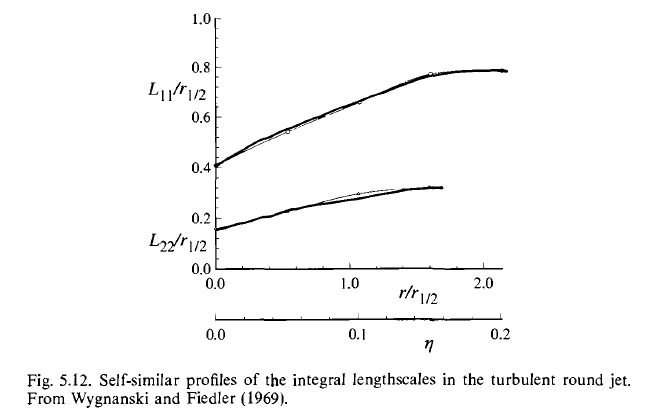 1.0
0.8
L11/r1/2
0.6
0.4
0.2
L22/r1/2
0.0
0.0 1.0 2.0
r/r1/2
0.0 0.1 0.2
η
Fig. 5.12. Self-similar profiles of the integral lengthscales in the turbulent round jet.
From Wygnanski and Fiedler (1969).